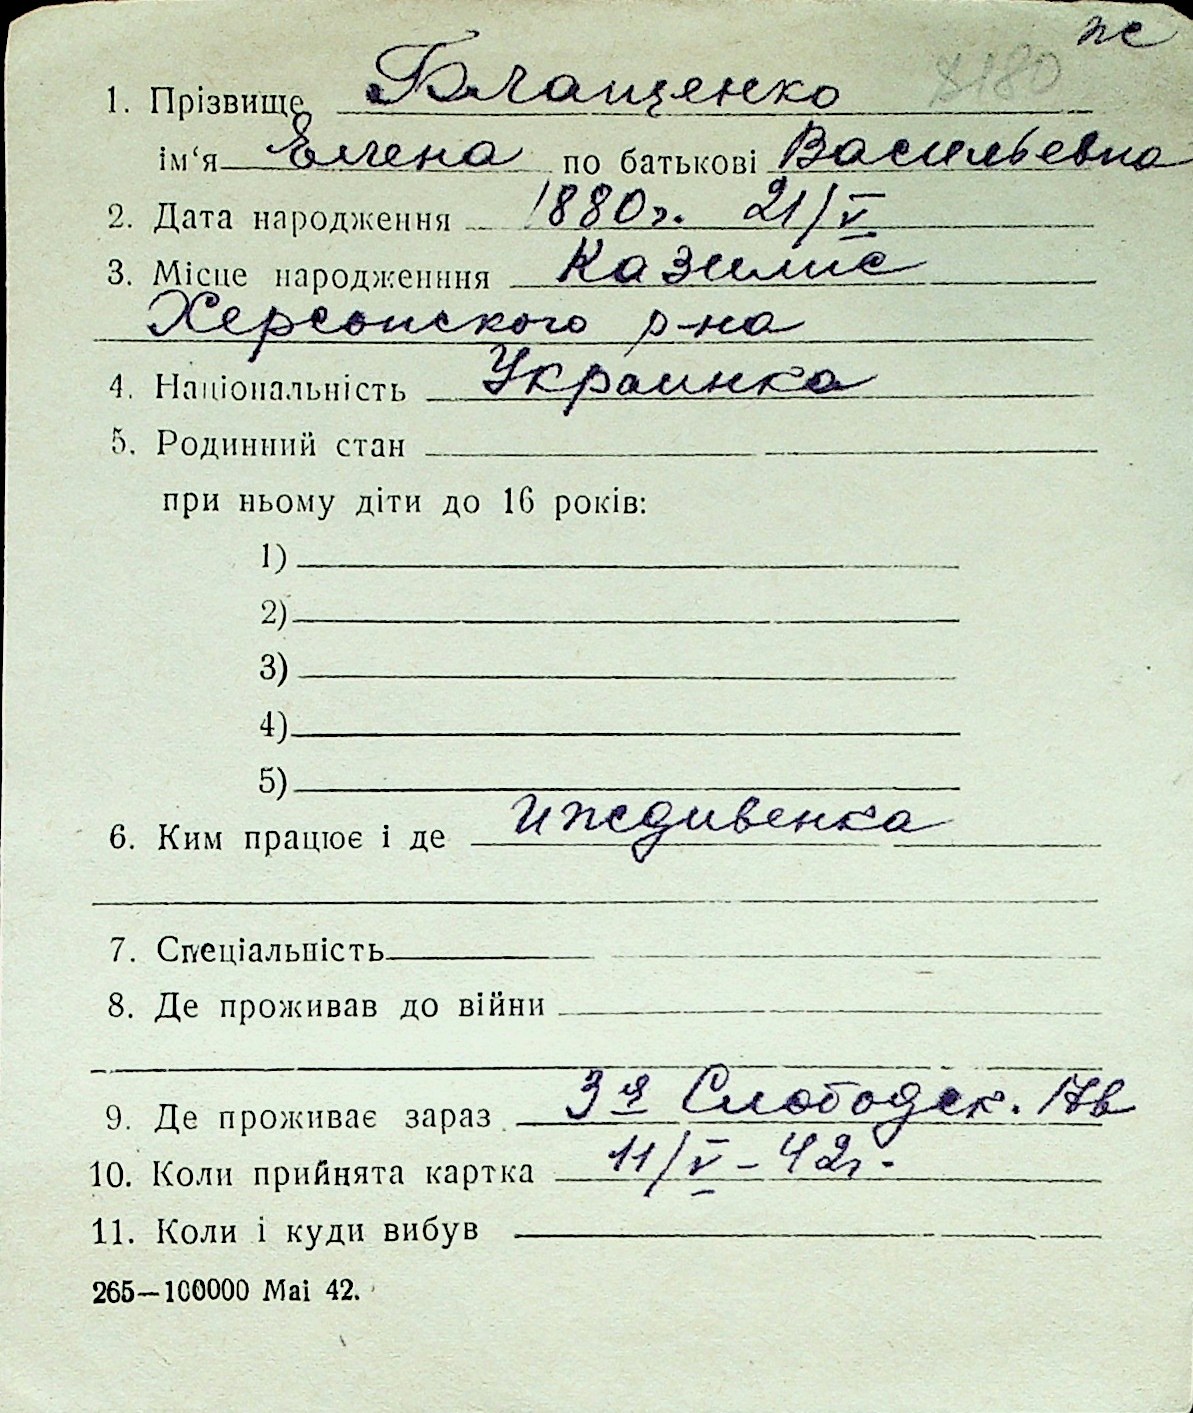 пс
8180
1. Прізвище Блащенко
ім‘я Елена по батькові Васильевна
2. Дата народження 1880 г. 21/V
3. Місце народженння Казилис
Херсонского р-на
4. Національність Украинка
5. Родинний стан
при ньому діти до 16 років:
1)
2)
3)
4)
5)
6. Ким працює і де иждивенка
7. Спеціальність
8. Де проживав до війни
9. Де проживає зараз 3я Слободск. 17в
10. Коли прийнята картка 11/V – 42г.
11. Коли і куди вибув
265—100000 Mai 42.